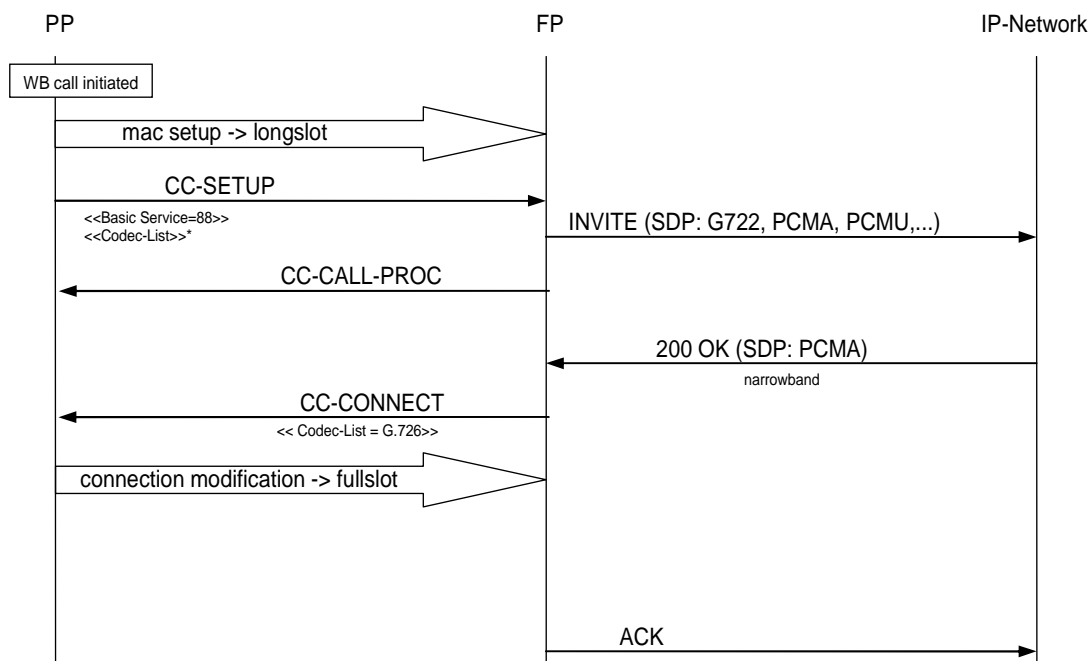 PP
FP
IP-Network
WB call initiated
mac setup -> longslot
CC-SETUP
<<Basic Service=88>>
<<Codec-List>>*
INVITE (SDP: G722, PCMA, PCMU,...)
CC-CALL-PROC
200 OK (SDP: PCMA)
narrowband
CC-CONNECT
<< Codec-List = G.726>>
connection modification -> fullslot
ACK